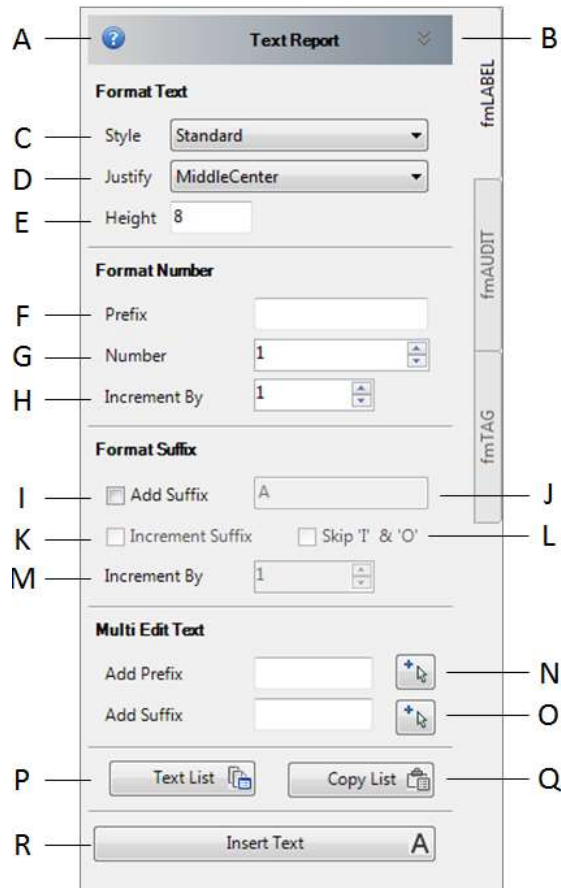 A ? Text Report B
fmLABEL
Format Text
C Style Standard
D Justify MiddleCenter
E Height 8
fmAUDIT
Format Number
F Prefix
G Number 1
H Increment By 1
fmTAG
Format Suffix
I Add Suffix A J
K Increment Suffix Skip 'I' & 'O' L
M Increment By 1
Multi Edit Text
Add Prefix N
Add Suffix O
P Text List Copy List Q
R Insert Text A